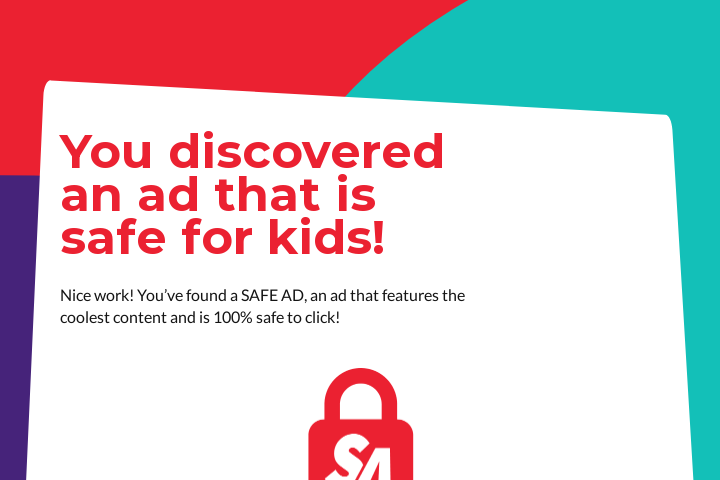 You discovered
an ad that is
safe for kids!
Nice work! You’ve found a SAFE AD, an ad that features the
coolest content and is 100% safe to click!
SA